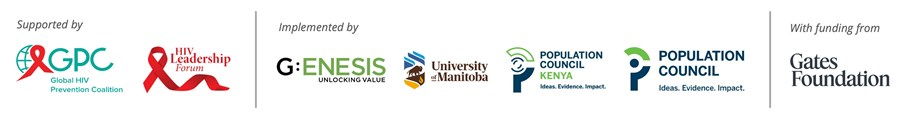 Supported by
GPC
Global HIV
Prevention Coalition
HIV
Leadership
Forum
Implemented by
G:ENESIS
UNLOCKING VALUE
University
of Manitoba
POPULATION
COUNCIL
KENYA
Ideas. Evidence. Impact.
POPULATION
COUNCIL
Ideas. Evidence. Impact.
With funding from
Gates
Foundation